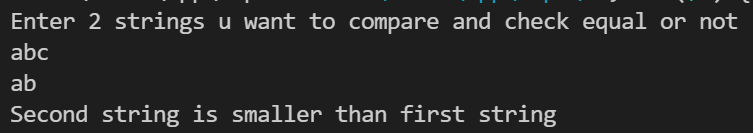 Enter 2 strings u want to compare and check equal or not
abc
ab
Second string is smaller than first string